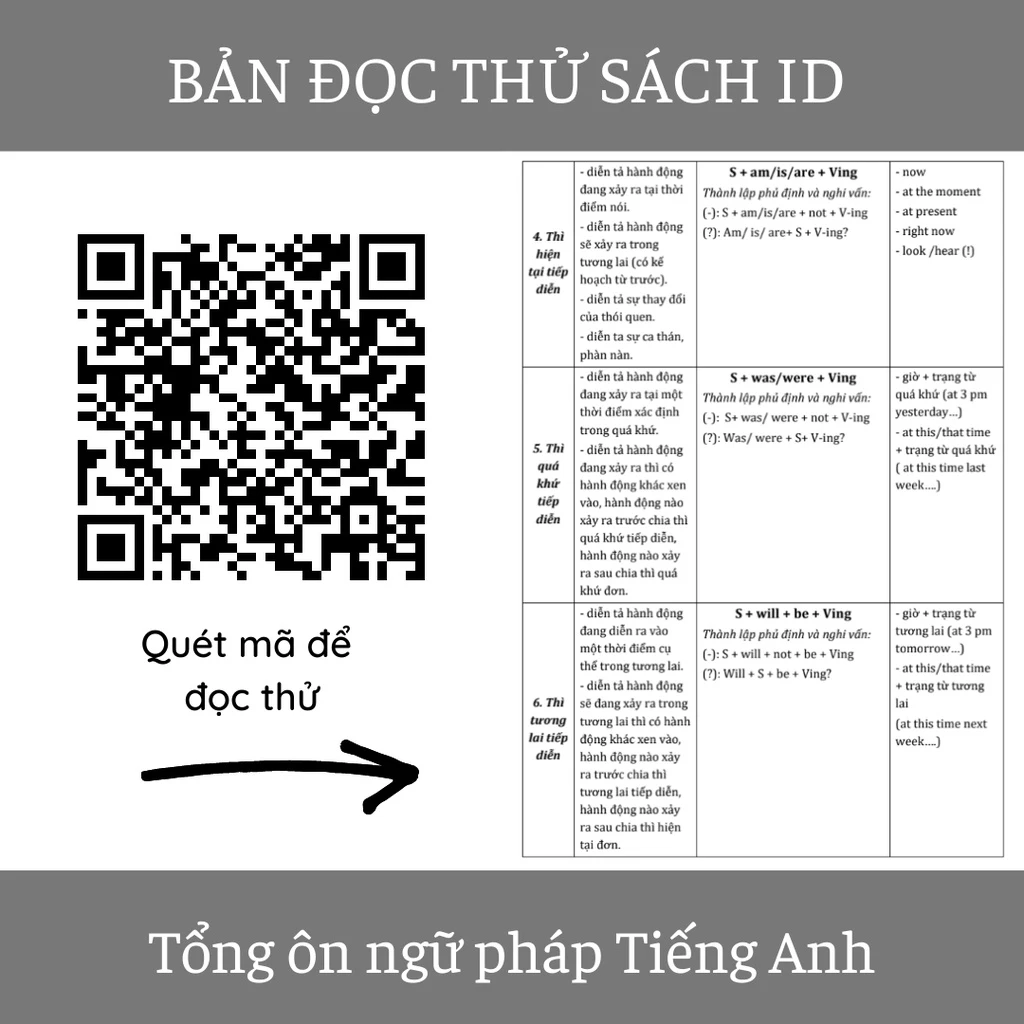 BẢN ĐỌC THỬ SÁCH ID
Quét mã để
đọc thử
4. Thì
hiện
tại tiếp
diễn
- diễn tả hành động
đang xảy ra tại thời
điểm nói.
- diễn tả hành động
sẽ xảy ra trong
tương lai (có kế
hoạch từ trước).
- diễn tả sự thay đổi
của thói quen.
- diễn ta sự ca thán,
phàn nàn.
S + am/is/are + Ving
Thành lập phủ định và nghi vấn:
(-): S + am/is/are + not + V-ing
(?): Am/ is/ are+ S + V-ing?
- now
- at the moment
- at present
- right now
- look /hear (!)
5. Thì
quá
khứ
tiếp
diễn
- diễn tả hành động
đang xảy ra tại một
thời điểm xác định
trong quá khứ.
- diễn tả hành động
đang xảy ra thì có
hành động khác xen
vào, hành động nào
xảy ra trước chia thì
quá khứ tiếp diễn,
hành động nào xảy
ra sau chia thì quá
khứ đơn.
S + was/were + Ving
Thành lập phủ định và nghi vấn:
(-): S+ was/ were + not + V-ing
(?): Was/ were + S+ V-ing?
- giờ + trạng từ
quá khứ (at 3 pm
yesterday...)
- at this/that time
+ trạng từ quá khứ
( at this time last
week....)
6. Thì
tương
lai tiếp
diễn
- diễn tả hành động
đang diễn ra vào
một thời điểm cụ
thể trong tương lai.
- diễn tả hành động
sẽ đang xảy ra trong
tương lai thì có hành
động khác xen vào,
hành động nào xảy
ra trước chia thì
tương lai tiếp diễn,
hành động nào xảy
ra sau chia thì hiện
tại đơn.
S + will + be + Ving
Thành lập phủ định và nghi vấn:
(-): S + will + not + be + Ving
(?): Will + S + be + Ving?
- giờ + trạng từ
tương lai (at 3 pm
tomorrow...)
- at this/that time
+ trạng từ tương
lai
(at this time next
week....)
Tổng ôn ngữ pháp Tiếng Anh